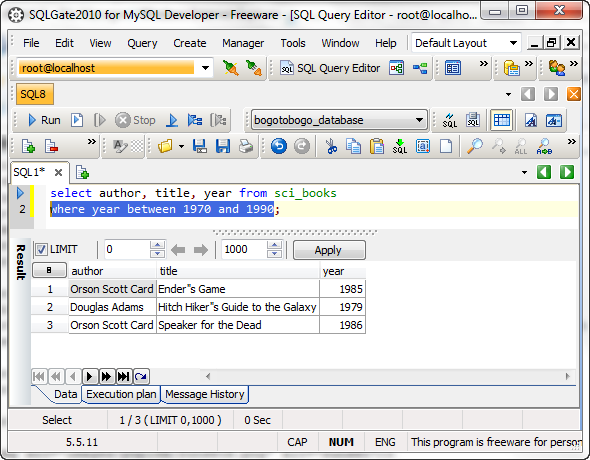 SQLGate2010 for MySQL Developer - Freeware - [SQL Query Editor - root@localho...
File Edit View Query Create Manager Tools Window Default Layout
root@localhost SQL Query Editor
SQL8
Run Stop bogotobogo_database SQL SQL
SQL AOB
SQL1*
select author, title, year from sci_books
2 where year between 1970 and 1990;
Result
LIMIT 0 1000 Apply
author title year
1 Orson Scott Card Ender"s Game 1985
2 Douglas Adams Hitch Hiker"s Guide to the Galaxy 1979
3 Orson Scott Card Speaker for the Dead 1986
Data Execution plan Message History
Select 1 / 3 ( LIMIT 0,1000 ) 0 Sec
5.5.11 CAP NUM ENG This program is freeware for person